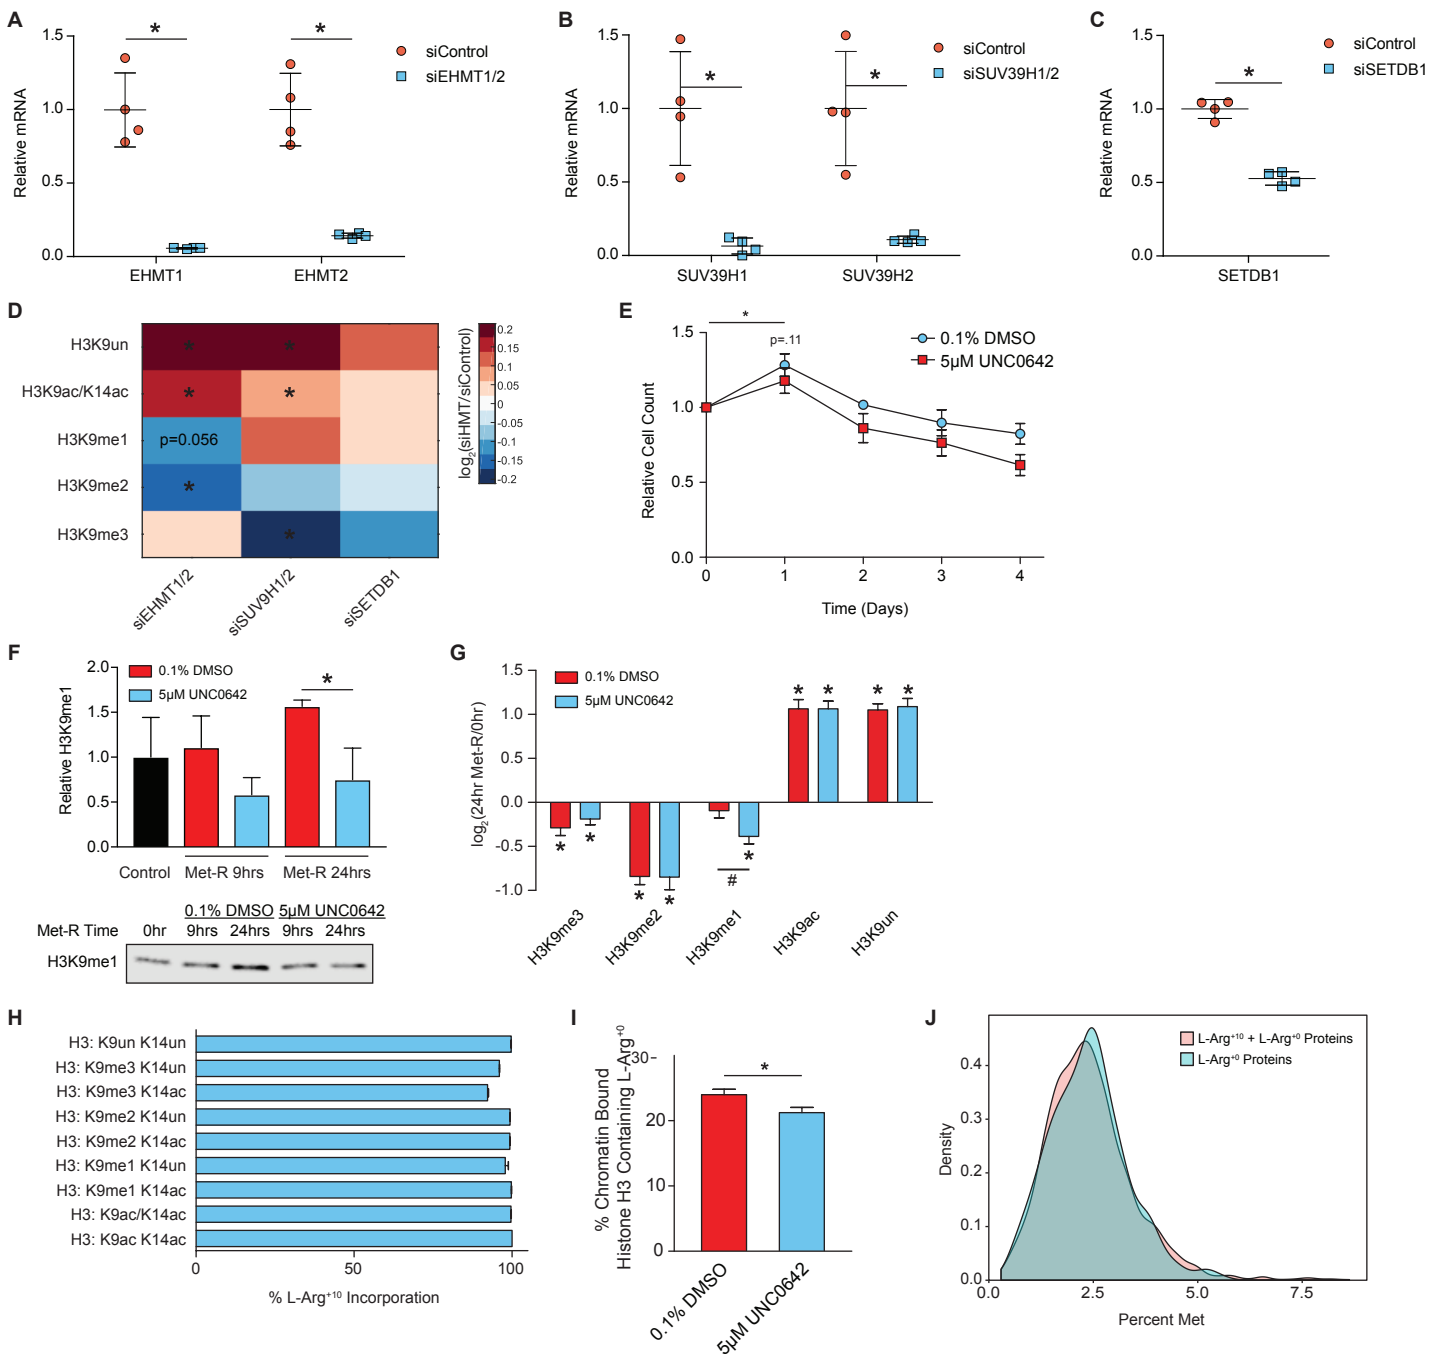 A
1.5
1.0
0.5
0.0
Relative mRNA
*
*
siControl
siEHMT1/2
EHMT1
EHMT2
B
1.5
1.0
0.5
0.0
Relative mRNA
*
*
siControl
siSUV39H1/2
SUV39H1
SUV39H2
C
1.5
1.0
0.5
0.0
Relative mRNA
*
siControl
siSETDB1
SETDB1
D
H3K9un
H3K9ac/K14ac
H3K9me1
H3K9me2
H3K9me3
* *
* *
p=0.056
*
*
siEHMT1/2
siSUV9H1/2
siSETDB1
log2(siHMT/siControl)
0.2
0.15
0.1
0.05
0
-0.05
-0.1
-0.15
-0.2
E
1.5
1.0
0.5
0.0
Relative Cell Count
*
p=.11
0.1% DMSO
5µM UNC0642
0 1 2 3 4
Time (Days)
F
2.0
1.5
1.0
0.5
0.0
Relative H3K9me1
0.1% DMSO
5µM UNC0642
*
Control Met-R 9hrs Met-R 24hrs
0.1% DMSO 5µM UNC0642
Met-R Time 0hr 9hrs 24hrs 9hrs 24hrs
H3K9me1
G
1.5
1.0
0.5
0.0
-0.5
-1.0
log2(24hr Met-R/0hr)
0.1% DMSO
5µM UNC0642
* * * *
* *
* *
*
#
H3K9me3
H3K9me2
H3K9me1
H3K9ac
H3K9un
H
H3: K9un K14un
H3: K9me3 K14un
H3: K9me3 K14ac
H3: K9me2 K14un
H3: K9me2 K14ac
H3: K9me1 K14un
H3: K9me1 K14ac
H3: K9ac/K14ac
H3: K9ac K14ac
0 50 100
% L-Arg+10 Incorporation
I
% Chromatin Bound
Histone H3 Containing L-Arg+0
30
20
10
0
*
0.1% DMSO
5µM UNC0642
J
0.4
0.3
0.2
0.1
0.0
Density
L-Arg+10 + L-Arg+0 Proteins
L-Arg+0 Proteins
0.0 2.5 5.0 7.5
Percent Met